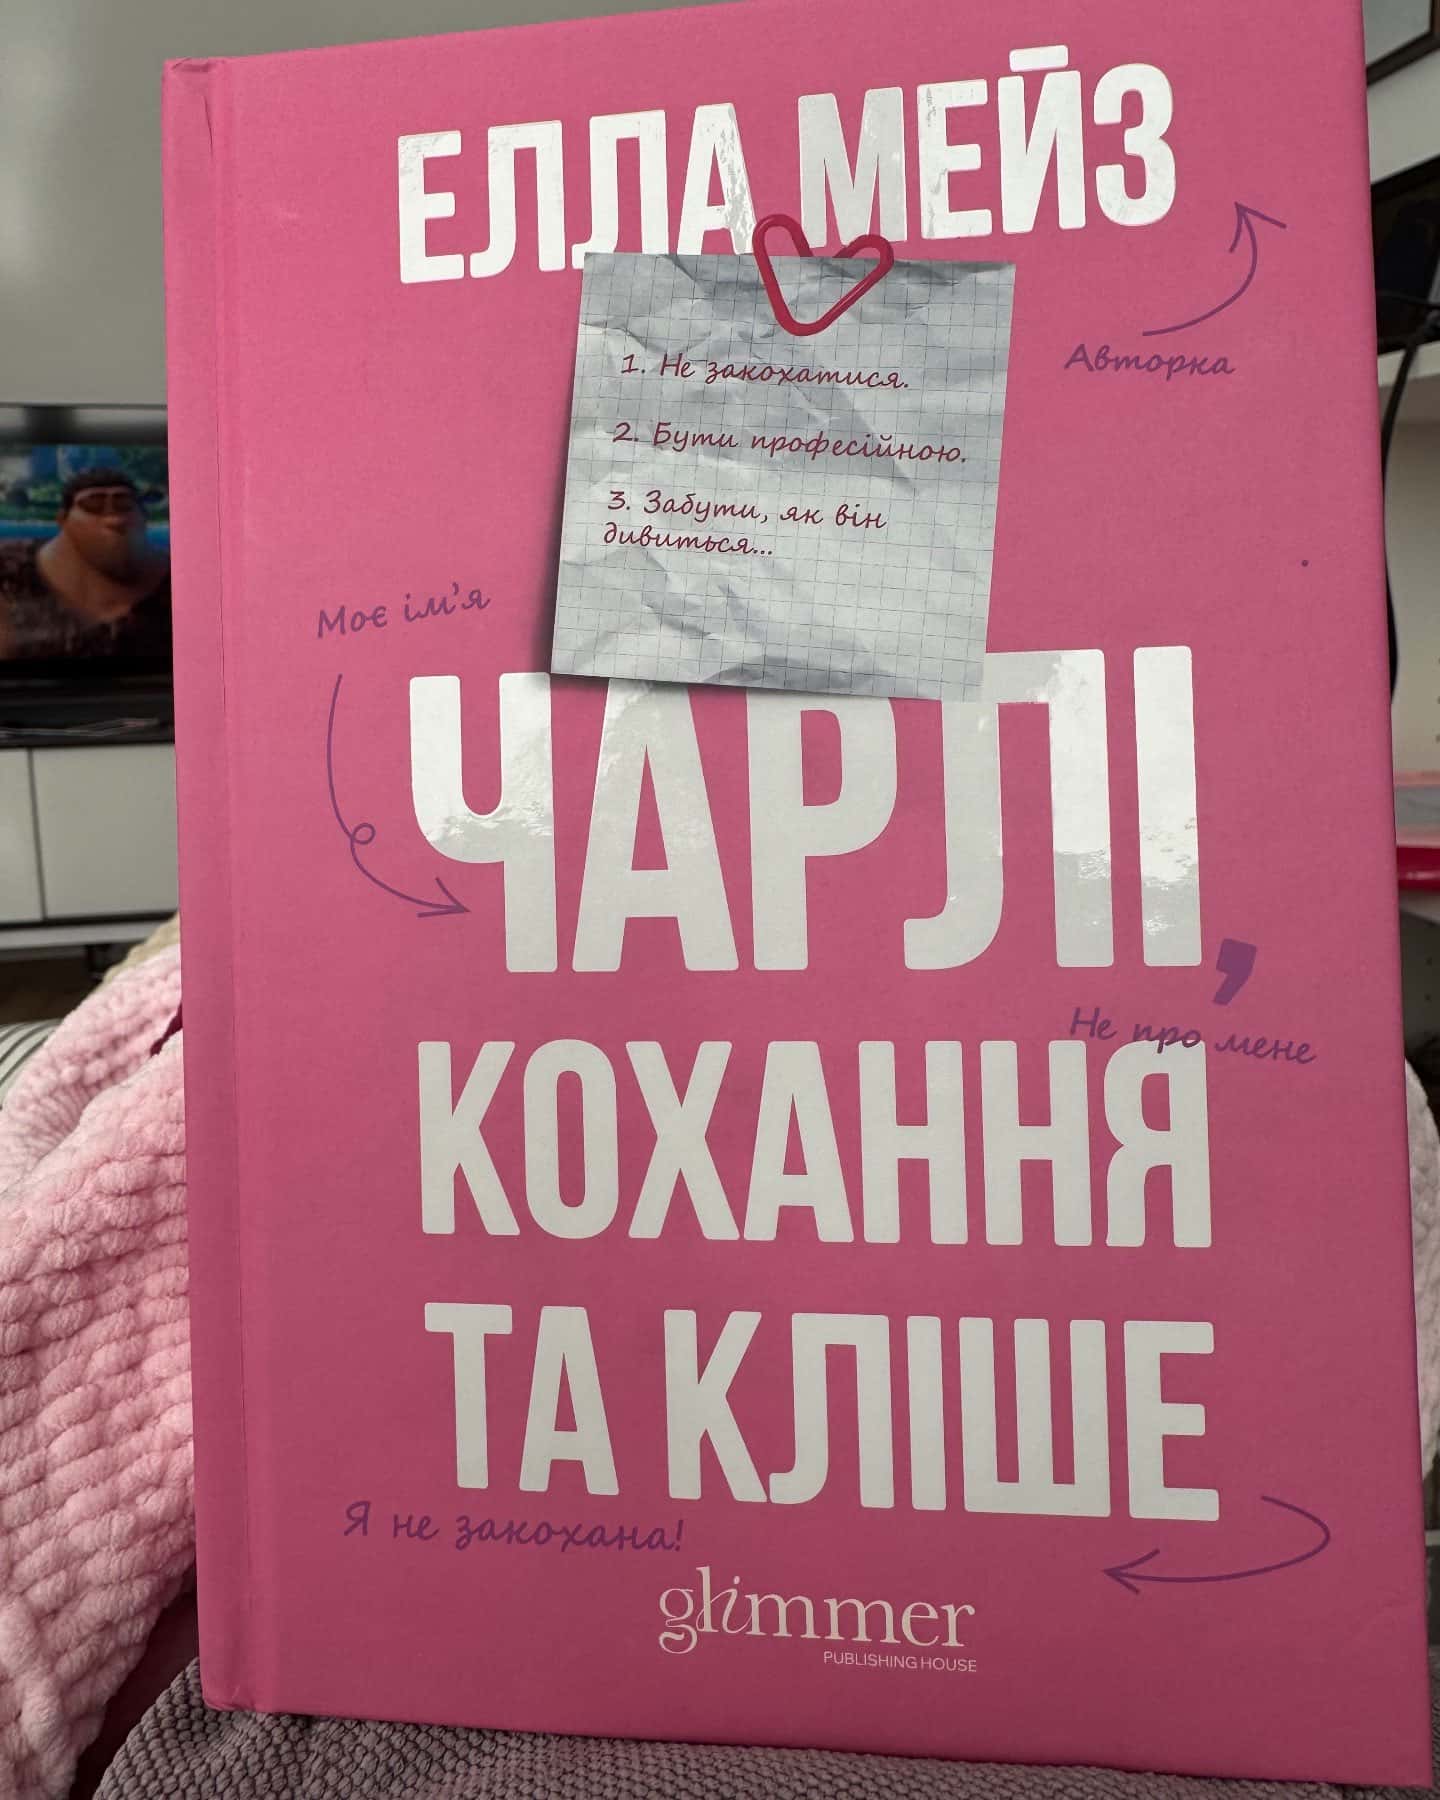 ЕЛЛА МЕЙЗ
Авторка
1. Не закохатися.
2. Бути професійною.
3. Забути, як він
дивиться...
Моє ім'я
ЧАРЛІ,
Не про мене
КОХАННЯ
ТА КЛІШЕ
Я не закохана!
glimmer
PUBLISHING HOUSE